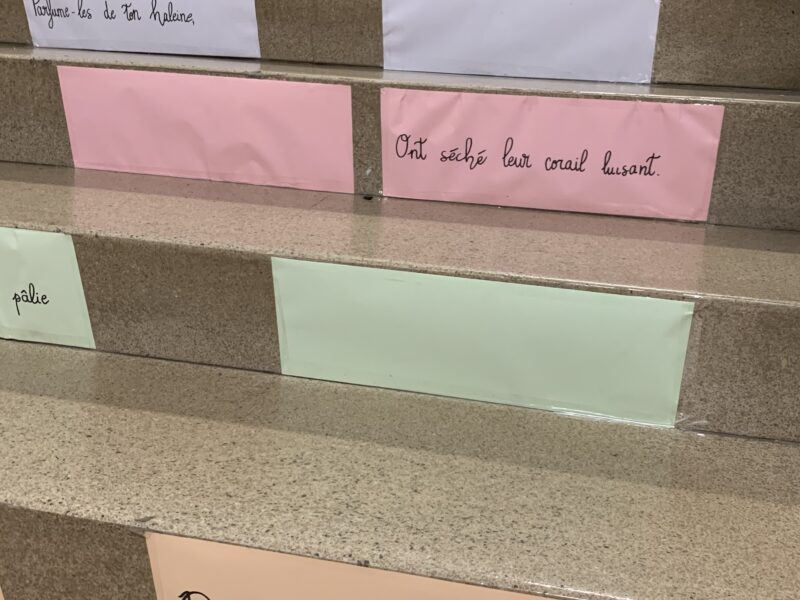 Parfume-les de ton haleine,
Ont séché leur corail luisant.
pâlie